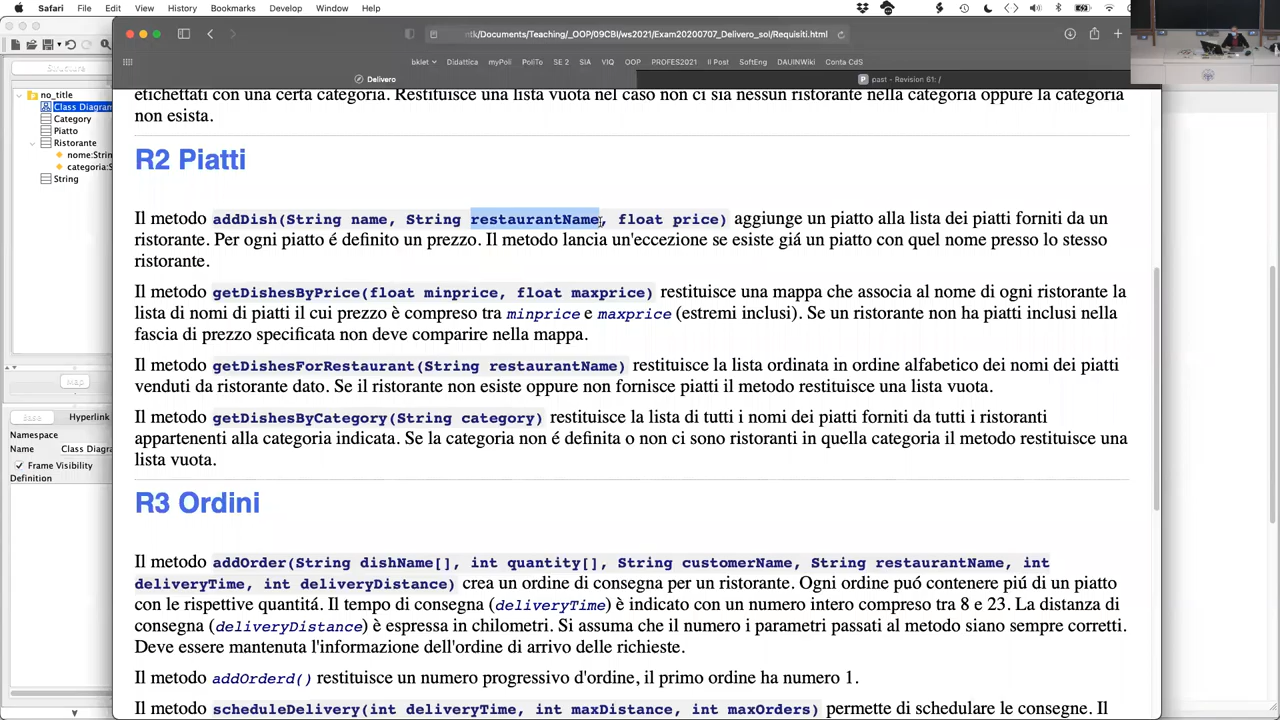 Safari File Edit View History Bookmarks Develop Window Help
tk/Documents/Teaching/_OOP/09CBI/ws2021/Exam20200707_Delivero_sol/Requisiti.html
bklet Didattica myPoli PoliTo SE 2 SIA VIQ OOP PROFES2021 Il Post SoftEng DAUINWiki Conta CdS
Delivero
past - Revision 61: /
Struttura
no_title
Class Diagram
Category
Piatto
Ristorante
nome:Strin
categoria:S
String
Map
Base Hyperlink
Namespace
Name Class Diagra
Frame Visibility
Definition
etichettati con una certa categoria. Restituisce una lista vuota nel caso non ci sia nessun ristorante nella categoria oppure la categoria
non esista.
R2 Piatti
Il metodo addDish(String name, String restaurantName, float price) aggiunge un piatto alla lista dei piatti forniti da un
ristorante. Per ogni piatto é definito un prezzo. Il metodo lancia un'eccezione se esiste giá un piatto con quel nome presso lo stesso
ristorante.
Il metodo getDishesByPrice(float minprice, float maxprice) restituisce una mappa che associa al nome di ogni ristorante la
lista di nomi di piatti il cui prezzo è compreso tra minprice e maxprice (estremi inclusi). Se un ristorante non ha piatti inclusi nella
fascia di prezzo specificata non deve comparire nella mappa.
Il metodo getDishesForRestaurant(String restaurantName) restituisce la lista ordinata in ordine alfabetico dei nomi dei piatti
venduti da ristorante dato. Se il ristorante non esiste oppure non fornisce piatti il metodo restituisce una lista vuota.
Il metodo getDishesByCategory(String category) restituisce la lista di tutti i nomi dei piatti forniti da tutti i ristoranti
appartenenti alla categoria indicata. Se la categoria non é definita o non ci sono ristoranti in quella categoria il metodo restituisce una
lista vuota.
R3 Ordini
Il metodo addOrder(String dishName[], int quantity[], String customerName, String restaurantName, int
deliveryTime, int deliveryDistance) crea un ordine di consegna per un ristorante. Ogni ordine puó contenere piú di un piatto
con le rispettive quantitá. Il tempo di consegna (deliveryTime) è indicato con un numero intero compreso tra 8 e 23. La distanza di
consegna (deliveryDistance) è espressa in chilometri. Si assuma che il numero i parametri passati al metodo siano sempre corretti.
Deve essere mantenuta l'informazione dell'ordine di arrivo delle richieste.
Il metodo addOrderd() restituisce un numero progressivo d'ordine, il primo ordine ha numero 1.
Il metodo scheduleDelivery(int deliveryTime, int maxDistance, int maxOrders) permette di schedulare le consegne. Il